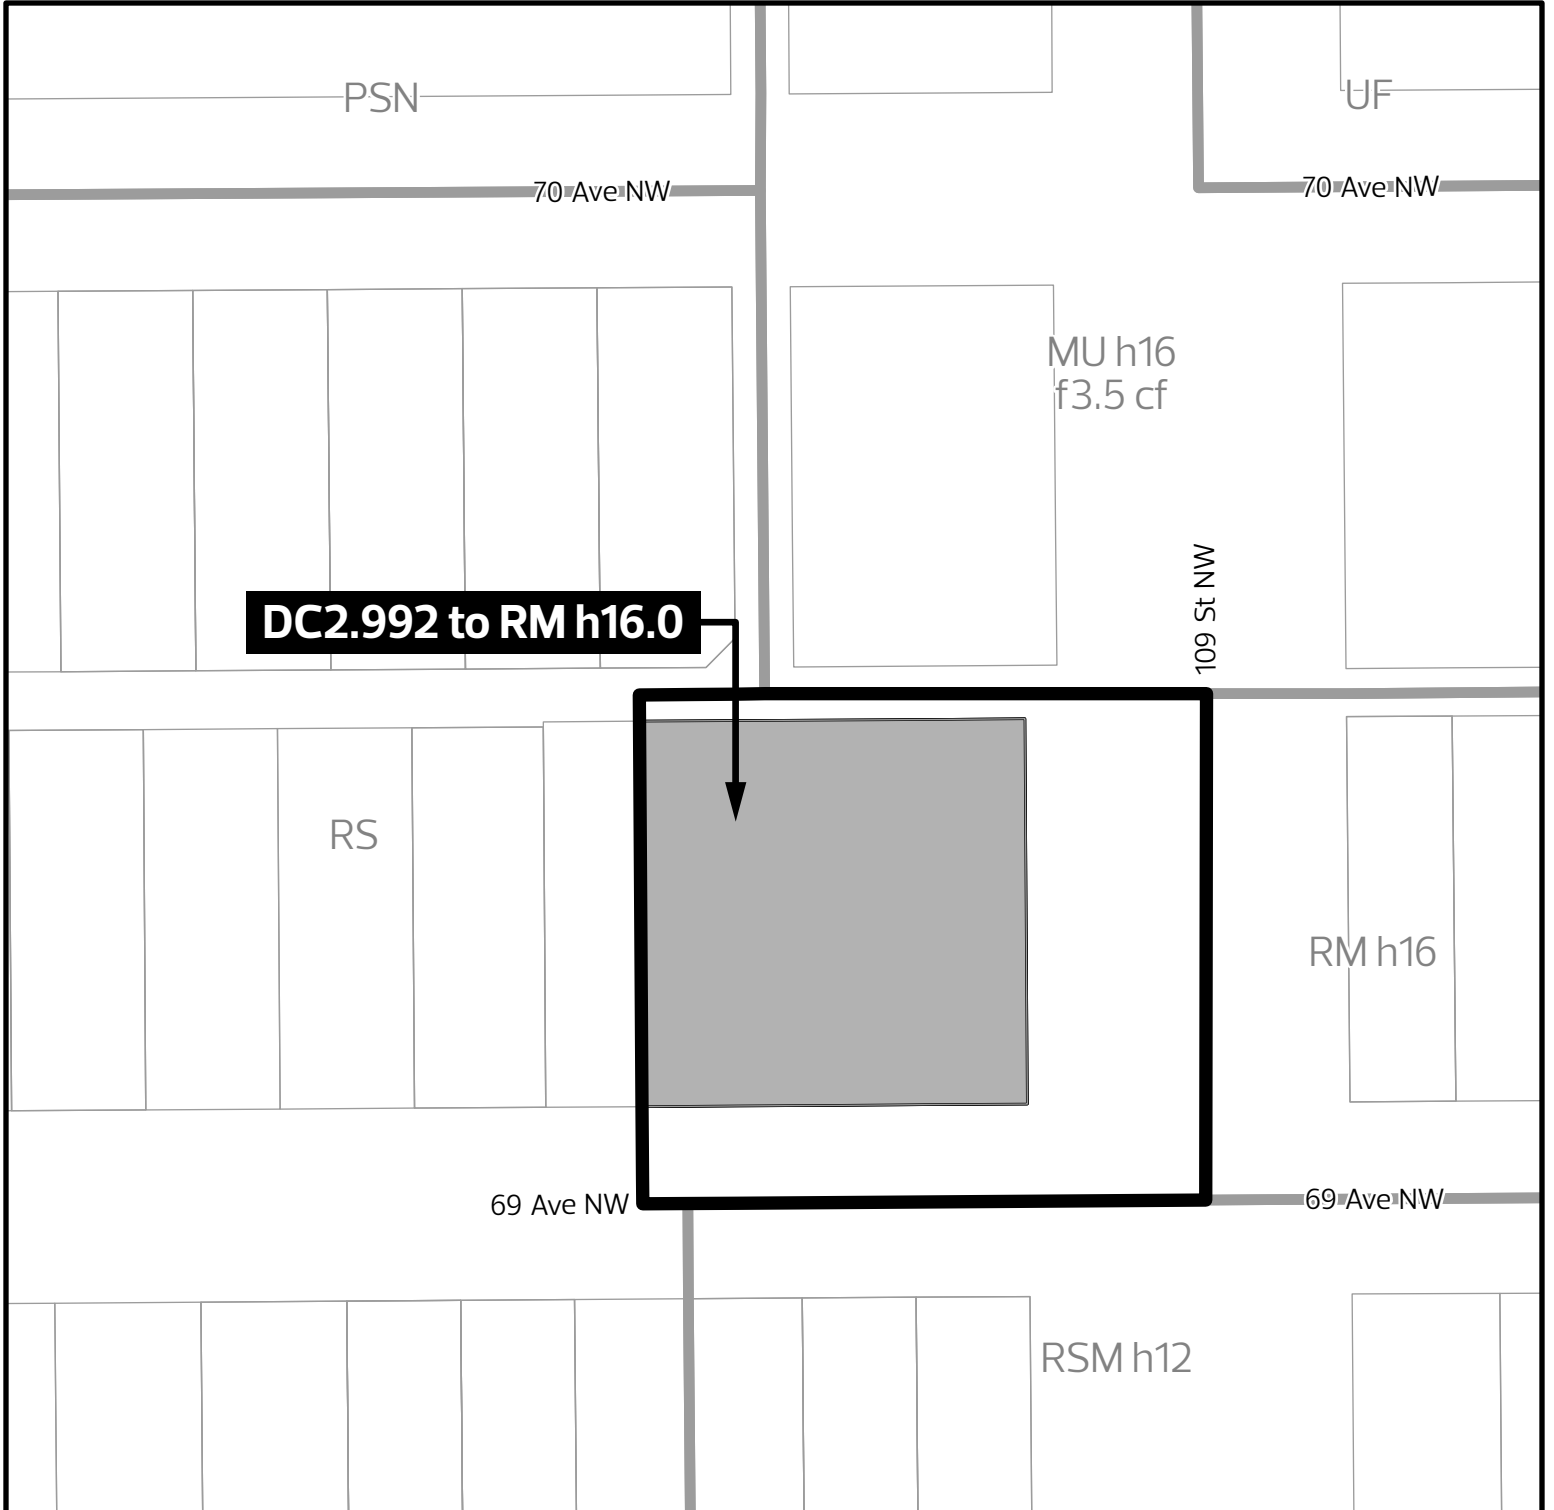 PSN
UF
70 Ave NW
70 Ave NW
MU h16
f3.5 cf
109 St NW
DC2.992 to RM h16.0
RS
RM h16
69 Ave NW
69 Ave NW
RSM h12